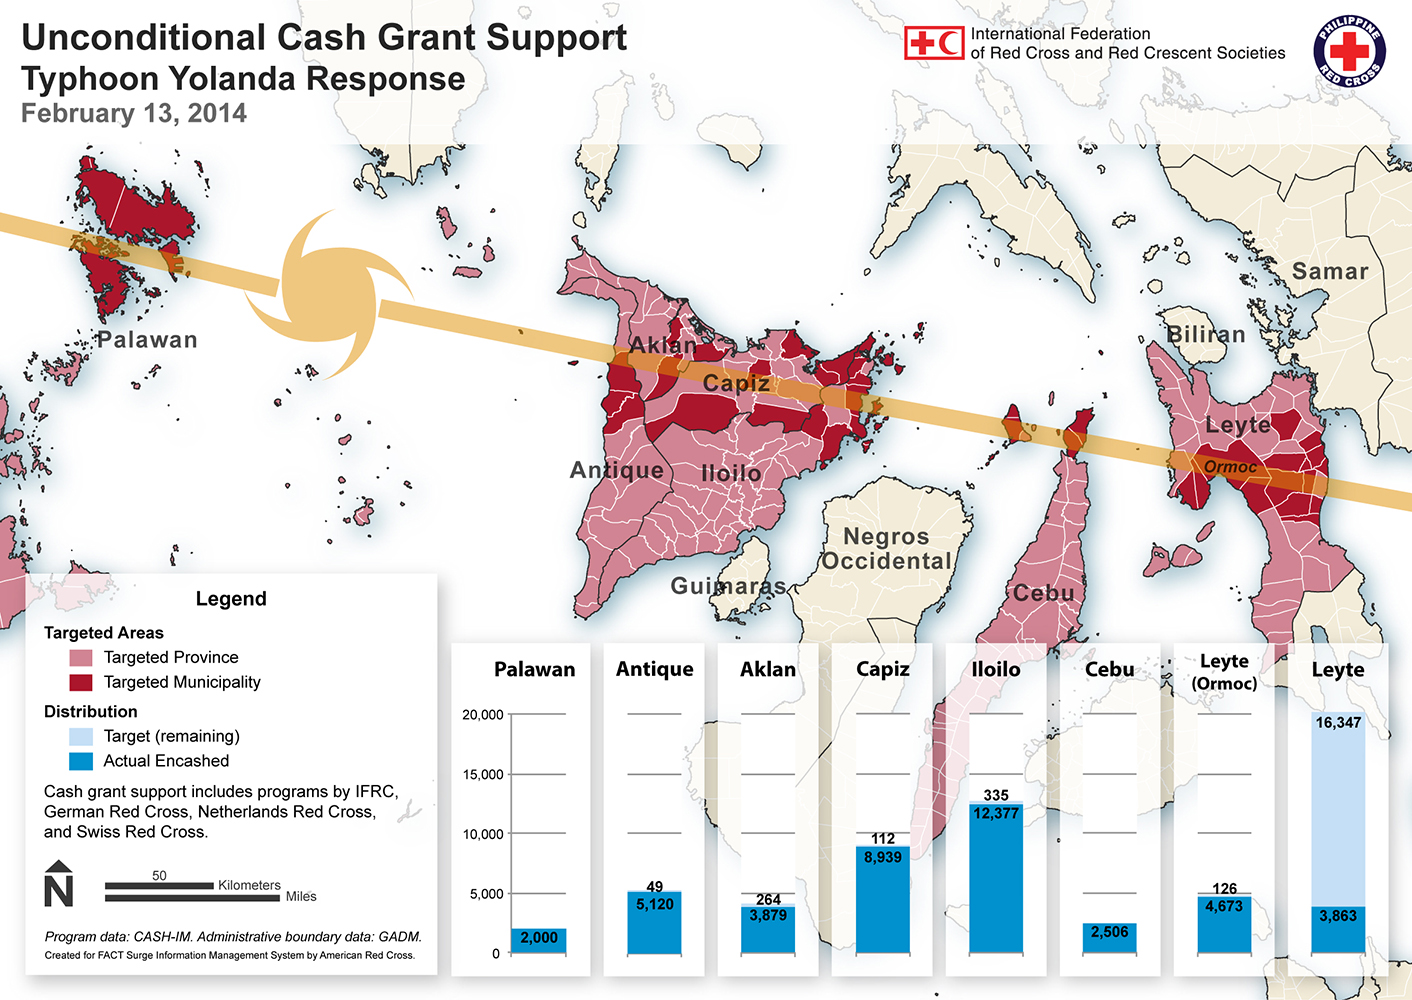 Unconditional Cash Grant Support
Typhoon Yolanda Response
February 13, 2014
International Federation
of Red Cross and Red Crescent Societies
PHILIPPINE
RED CROSS
Samar
Biliran
Palawan
Aklan
Capiz
Leyte
Ormoc
Antique
Iloilo
Negros
Occidental
Guimaras
Cebu
Legend
Targeted Areas
Targeted Province
Targeted Municipality
Distribution
Target (remaining)
Actual Encashed
Cash grant support includes programs by IFRC,
German Red Cross, Netherlands Red Cross,
and Swiss Red Cross.
N
50
Kilometers
Miles
Program data: CASH-IM. Administrative boundary data: GADM.
Created for FACT Surge Information Management System by American Red Cross.
Palawan
Antique
Aklan
Capiz
Iloilo
Cebu
Leyte
(Ormoc)
Leyte
20,000
15,000
10,000
5,000
0
2,000
49
5,120
264
3,879
112
8,939
335
12,377
2,506
126
4,673
16,347
3,863